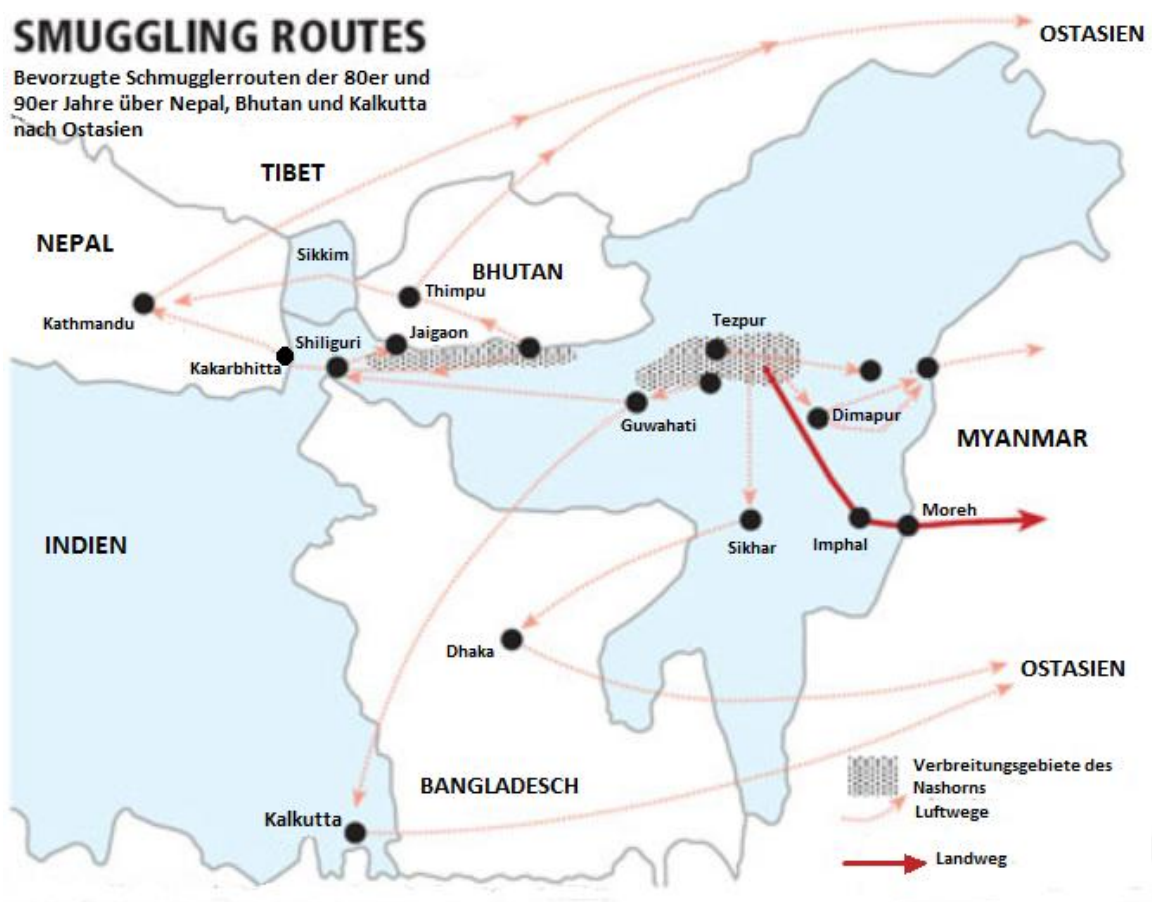 SMUGGLING ROUTES
Bevorzugte Schmugglerrouten der 80er und
90er Jahre über Nepal, Bhutan und Kalkutta
nach Ostasien
OSTASIEN
TIBET
NEPAL
Sikkim
BHUTAN
Thimpu
Kathmandu
Shiliguri
Jaigaon
Tezpur
Kakarbhitta
Guwahati
Dimapur
MYANMAR
INDIEN
Moreh
Sikhar
Imphal
Dhaka
OSTASIEN
BANGLADESCH
Kalkutta
Verbreitungsgebiete des
Nashorns
Luftwege
Landweg